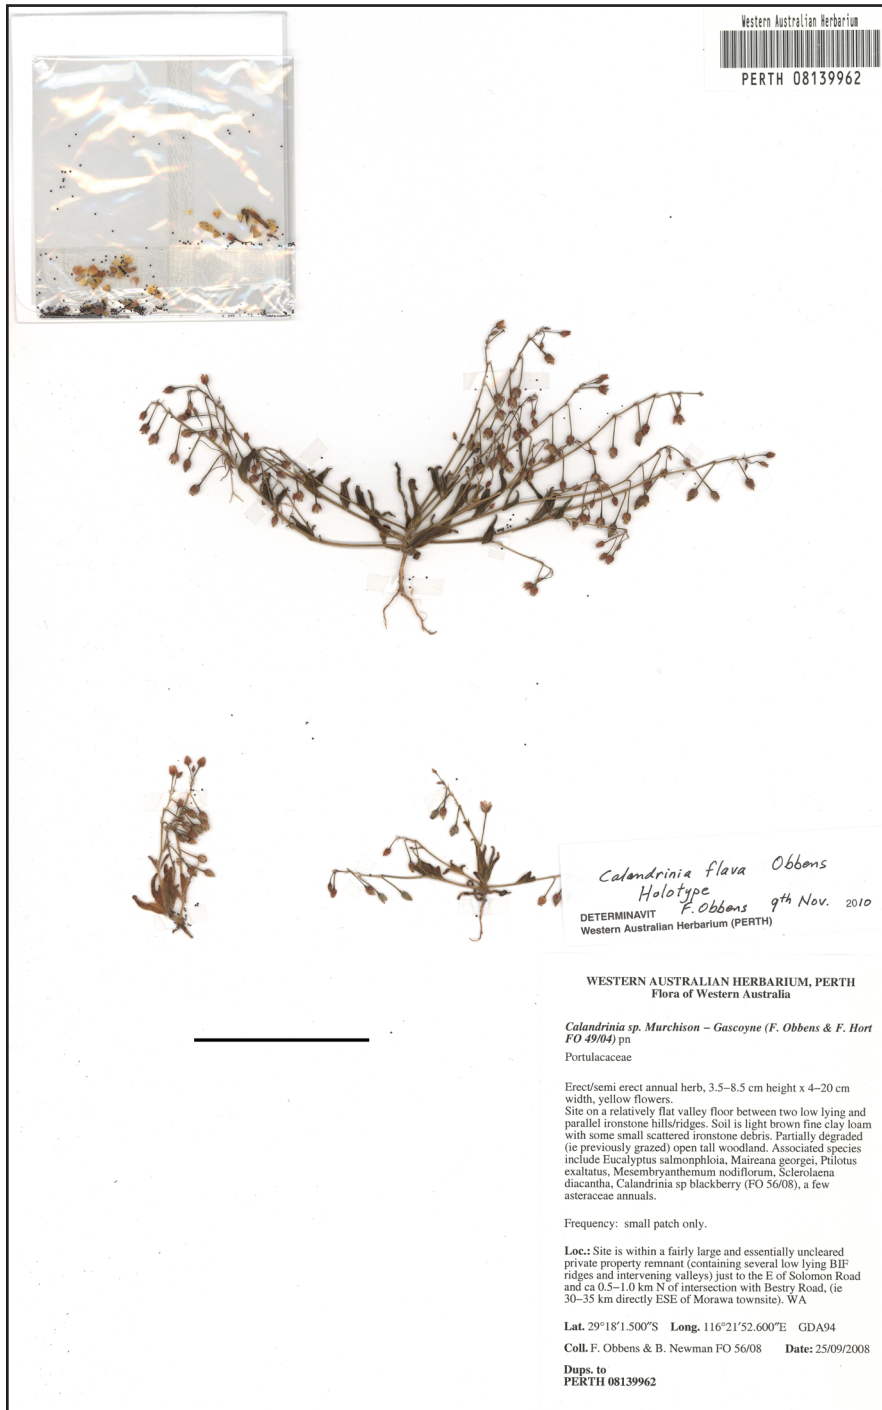 Western Australian Herbarium
PERTH 08139962
Calandrinia flava Obbens
Holotype
F. Obbens 9th Nov. 2010
DETERMINAVIT
Western Australian Herbarium (PERTH)
WESTERN AUSTRALIAN HERBARIUM, PERTH
Flora of Western Australia
Calandrinia sp. Murchison – Gascoyne (F. Obbens & F. Hort
FO 49/04) pn
Portulacaceae
Erect/semi erect annual herb, 3.5–8.5 cm height x 4–20 cm
width, yellow flowers.
Site on a relatively flat valley floor between two low lying and
parallel ironstone hills/ridges. Soil is light brown fine clay loam
with some small scattered ironstone debris. Partially degraded
(ie previously grazed) open tall woodland. Associated species
include Eucalyptus salmonphloia, Maireana georgei, Ptilotus
exaltatus, Mesembryanthemum nodiflorum, Sclerolaena
diacantha, Calandrinia sp blackberry (FO 56/08), a few
asteraceae annuals.
Frequency: small patch only.
Loc.: Site is within a fairly large and essentially uncleared
private property remnant (containing several low lying BIF
ridges and intervening valleys) just to the E of Solomon Road
and ca 0.5–1.0 km N of intersection with Bestry Road, (ie
30–35 km directly ESE of Morawa townsite). WA
Lat. 29°18′1.500″S Long. 116°21′52.600″E GDA94
Coll. F. Obbens & B. Newman FO 56/08 Date: 25/09/2008
Dups. to
PERTH 08139962